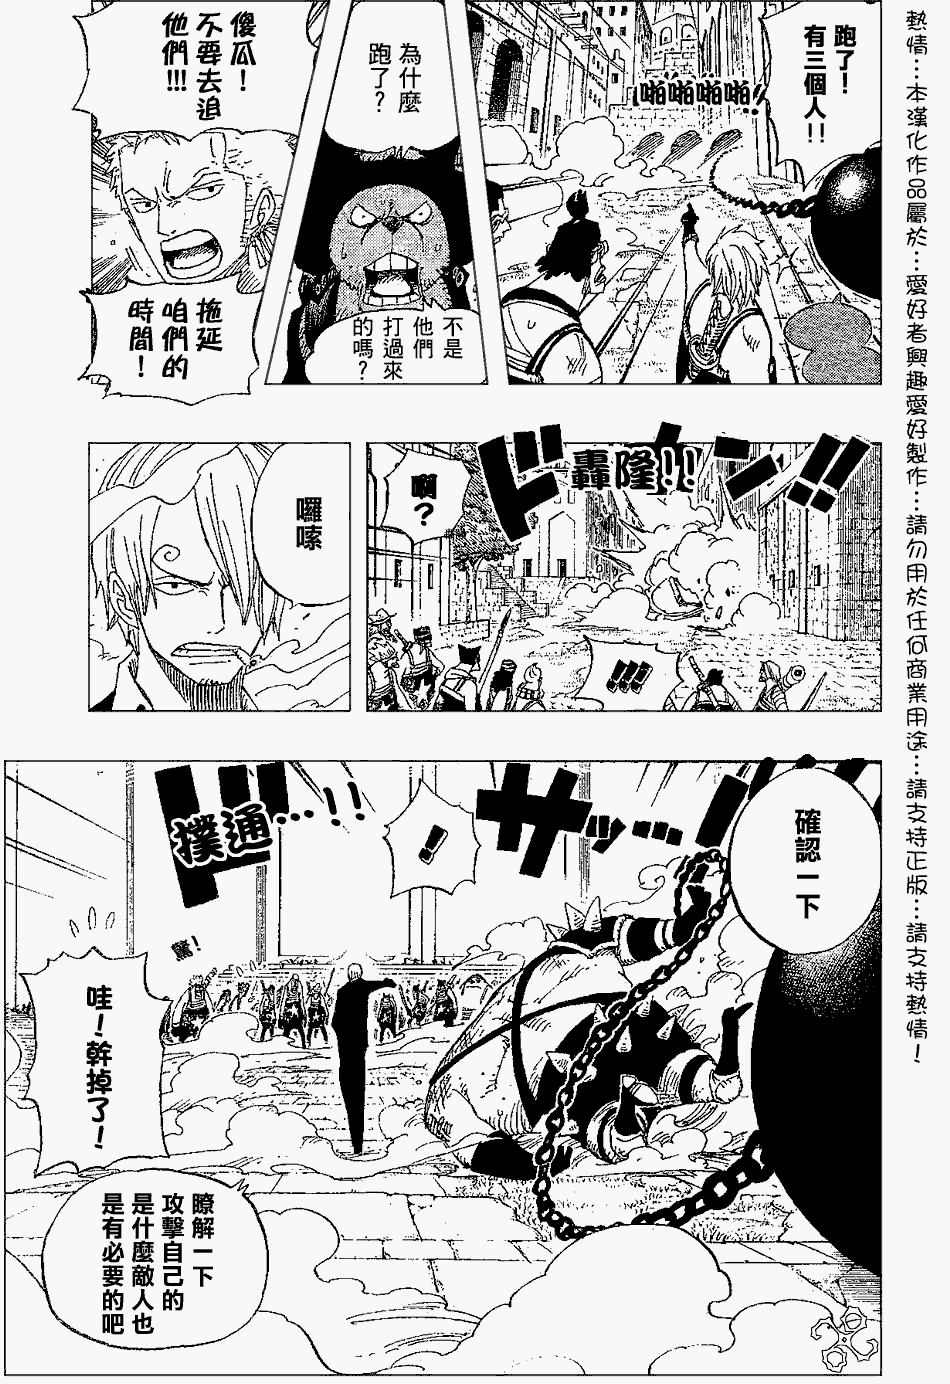 跑了！
有三個人！！
啪啪啪啪！！
為什麼
跑了？
不是
他們
打過來
的嗎？
傻瓜！
不要去追
他們！！！
拖延
咱們的
時間！
ドドン！！
轟隆！！
啊？
！！！
囉嗦
確認一下
ドサッ…！！
撲通…！！
！
驚！
哇！幹掉了！
瞭解一下
攻擊自己的
是什麼敵人也
是有必要的吧
熱情…本漢化作品屬於…愛好者興趣愛好製作…請勿用於任何商業用途…請支持正版…請支持熱情！